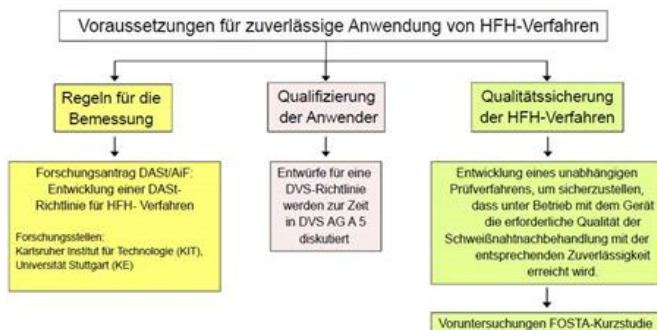 Voraussetzungen für zuverlässige Anwendung von HFH-Verfahren
Regeln für die
Bemessung
Forschungsantrag DASt/AiF:
Entwicklung einer DASt-
Richtlinie für HFH- Verfahren
Forschungsstellen:
Karlsruher Institut für Technologie (KIT),
Universität Stuttgart (KE)
Qualifizierung
der Anwender
Entwürfe für eine
DVS-Richtlinie
werden zur Zeit
in DVS AG A 5
diskutiert
Qualitätssicherung
der HFH-Verfahren
Entwicklung eines unabhängigen
Prüfverfahrens, um sicherzustellen,
dass unter Betrieb mit dem Gerät
die erforderliche Qualität der
Schweißnahtnachbehandlung mit der
entsprechenden Zuverlässigkeit
erreicht wird.
Voruntersuchungen FOSTA-Kurzstudie